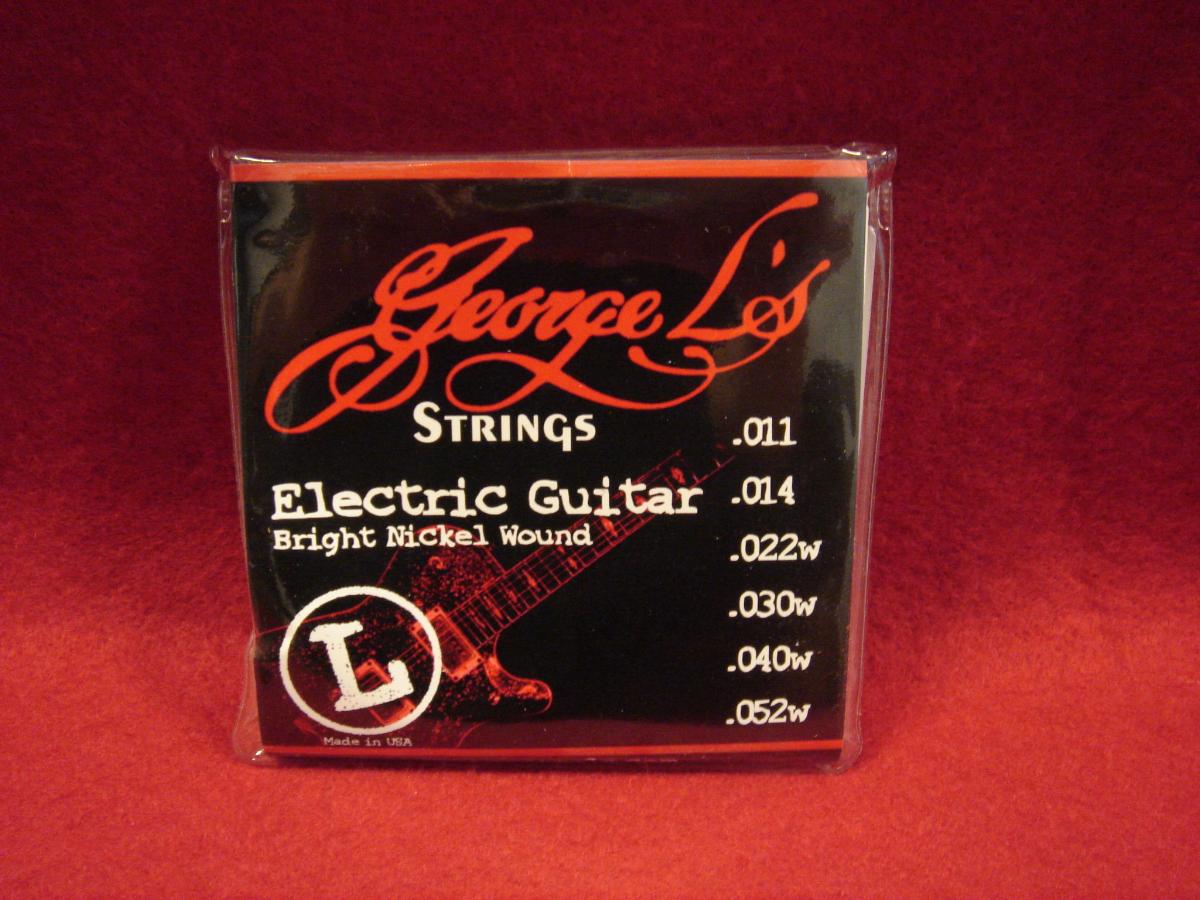 George L's
STRINGS
Electric Guitar
Bright Nickel Wound
.011
.014
.022w
.030w
.040w
.052w
L
Made in USA